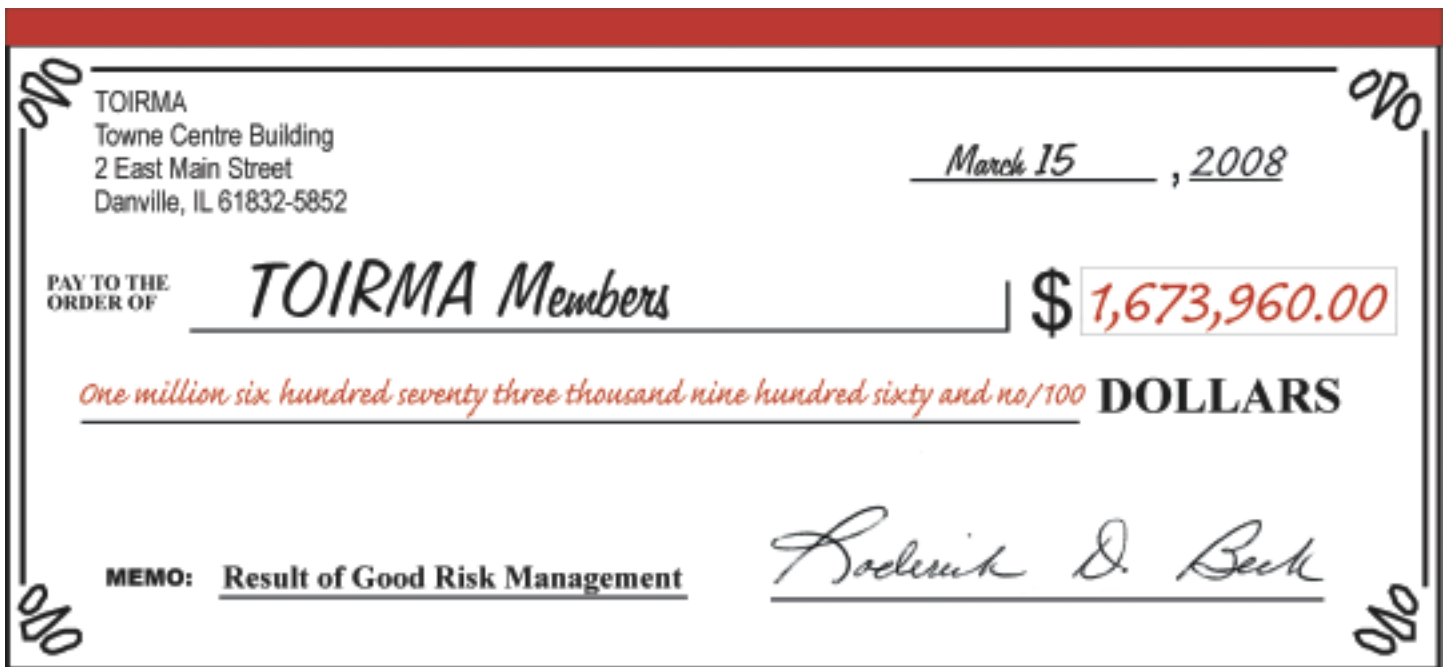 TOIRMA
Towne Centre Building
2 East Main Street
Danville, IL 61832-5852
March 15, 2008
PAY TO THE
ORDER OF TOIRMA Members $ 1,673,960.00
One million six hundred seventy three thousand nine hundred sixty and no/100 DOLLARS
MEMO: Result of Good Risk Management Roderick D. Beck